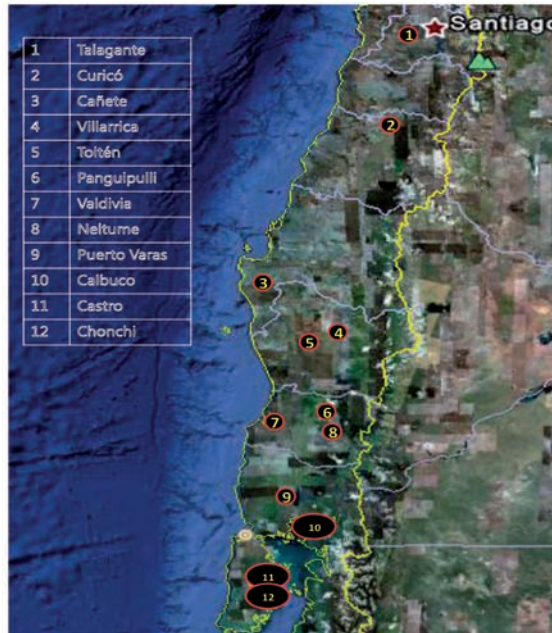 Santiago
1 Talagante
2 Curicó
3 Cañete
4 Villarrica
5 Toltén
6 Panguipulli
7 Valdivia
8 Neltume
9 Puerto Varas
10 Calbuco
11 Castro
12 Chonchi
1
2
3
4
5
6
7
8
9
10
11
12